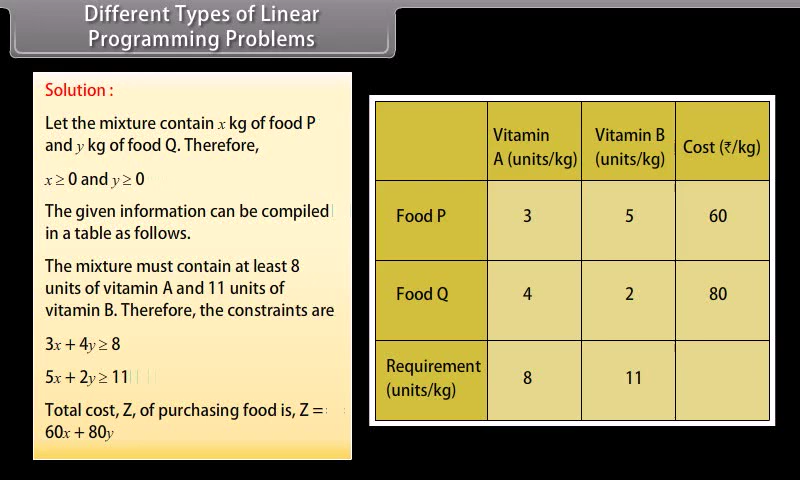 Different Types of Linear
Programming Problems
Solution :
Let the mixture contain x kg of food P
and y kg of food Q. Therefore,
x ≥ 0 and y ≥ 0
The given information can be compiled
in a table as follows.
The mixture must contain at least 8
units of vitamin A and 11 units of
vitamin B. Therefore, the constraints are
3x + 4y ≥ 8
5x + 2y ≥ 11
Total cost, Z, of purchasing food is, Z =
60x + 80y
Vitamin A (units/kg) Vitamin B (units/kg) Cost (₹/kg)
Food P 3 5 60
Food Q 4 2 80
Requirement (units/kg) 8 11